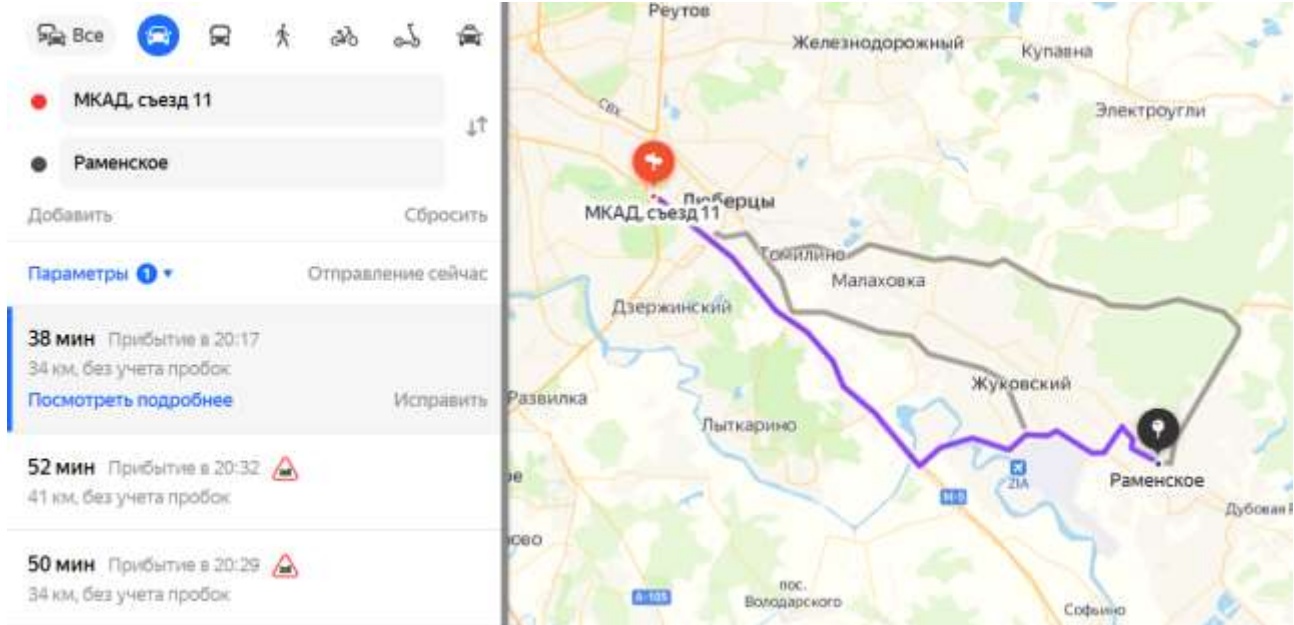 Все
МКАД, съезд 11
Раменское
Добавить
Сбросить
Параметры 1
Отправление сейчас
38 мин Прибытие в 20:17
34 км, без учета пробок
Посмотреть подробнее
Исправить
52 мин Прибытие в 20:32
41 км, без учета пробок
50 мин Прибытие в 20:29
34 км, без учета пробок
Реутов
Железнодорожный
Купавна
СВХ
Электроугли
Люберцы
МКАД, съезд 11
Томилино
Малаховка
Дзержинский
Жуковский
Развилка
Лыткарино
ZIA
Раменское
М-5
Дубовая
А-105
пос.
Володарского
Софьино